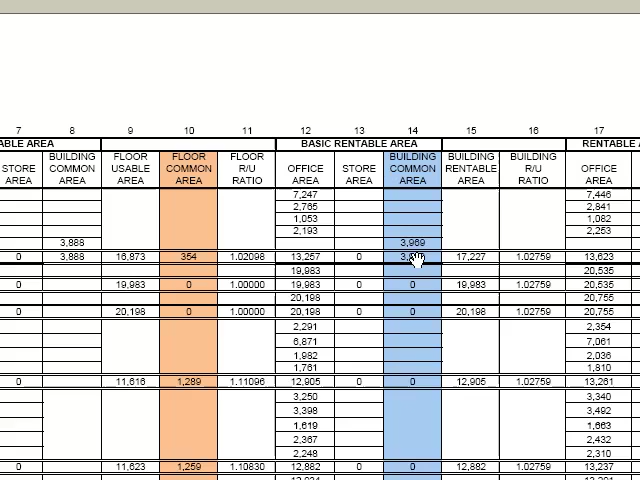 7 8 9 10 11 12 13 14 15 16 17
ABLE AREA BASIC RENTABLE AREA RENTABLE A
STORE AREA BUILDING COMMON AREA FLOOR USABLE AREA FLOOR COMMON AREA FLOOR R/U RATIO OFFICE AREA STORE AREA BUILDING COMMON AREA BUILDING RENTABLE AREA BUILDING R/U RATIO OFFICE AREA
7,247 7,446
2,765 2,841
1,053 1,082
2,193 2,253
3,888 3,969
0 3,888 16,873 354 1.02098 13,257 0 17,227 1.02759 13,623
19,983 20,535
0 19,983 0 1.00000 19,983 0 0 19,983 1.02759 20,535
20,198 20,755
0 20,198 0 1.00000 20,198 0 0 20,198 1.02759 20,755
2,291 2,354
6,871 7,061
1,982 2,036
1,761 1,810
0 11,616 1,289 1.11096 12,905 0 0 12,905 1.02759 13,261
3,250 3,340
3,398 3,492
1,619 1,663
2,367 2,432
2,248 2,310
0 11,623 1,259 1.10830 12,882 0 0 12,882 1.02759 13,237